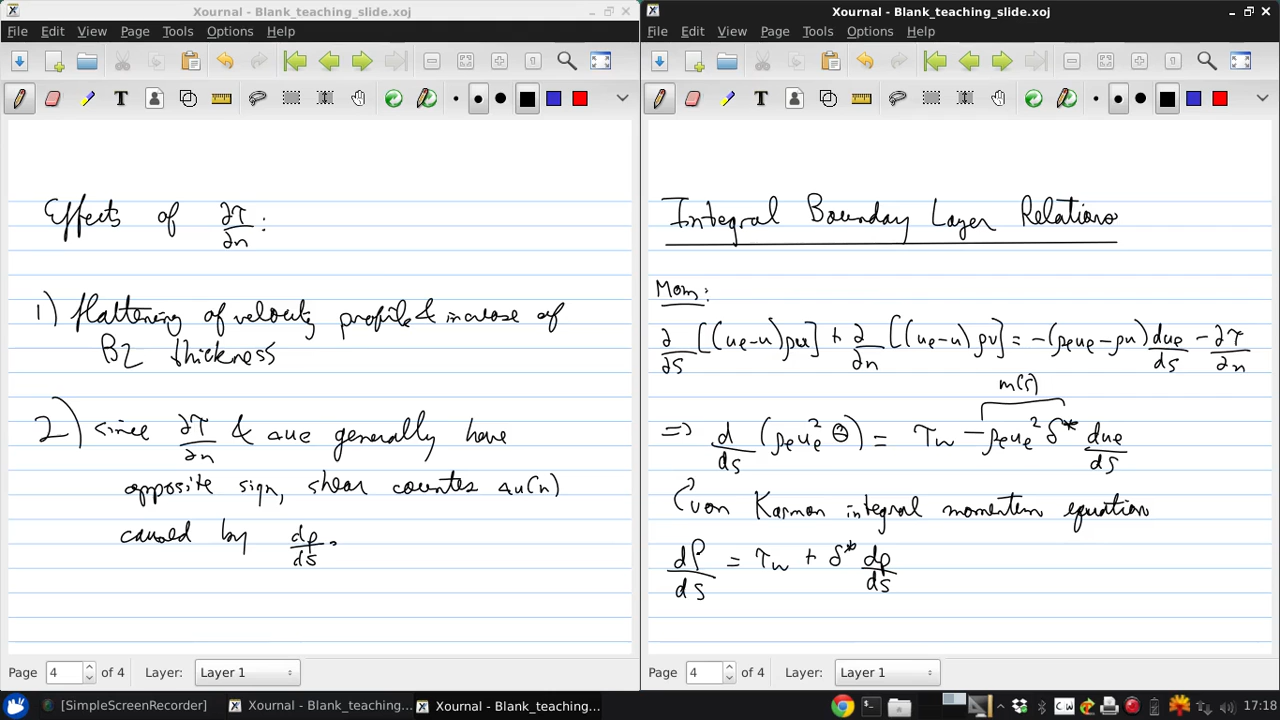 Xournal - Blank_teaching_slide.xoj
File Edit View Page Tools Options Help
Effects of ∂τ/∂n :
1) flattening of velocity profile & increase of
BL thickness
2) since ∂τ/∂n & Δue generally have
opposite sign, shear counters Δu(n)
caused by dp/ds.
Page 4 of 4 Layer: Layer 1
Xournal - Blank_teaching_slide.xoj
File Edit View Page Tools Options Help
Integral Boundary Layer Relations
Mom:
∂/∂s [(ue-u)ρu] + ∂/∂n [(ue-u)ρv] = -(ρeue-ρu) due/ds - ∂τ/∂n
m(s)
=> d/ds (ρeue² θ) = τw - ρeue² δ* due/ds
von Karman integral momentum equation
dP/ds = τw + δ* dp/ds
Page 4 of 4 Layer: Layer 1
[SimpleScreenRecorder] Xournal - Blank_teaching... Xournal - Blank_teaching... 17:18